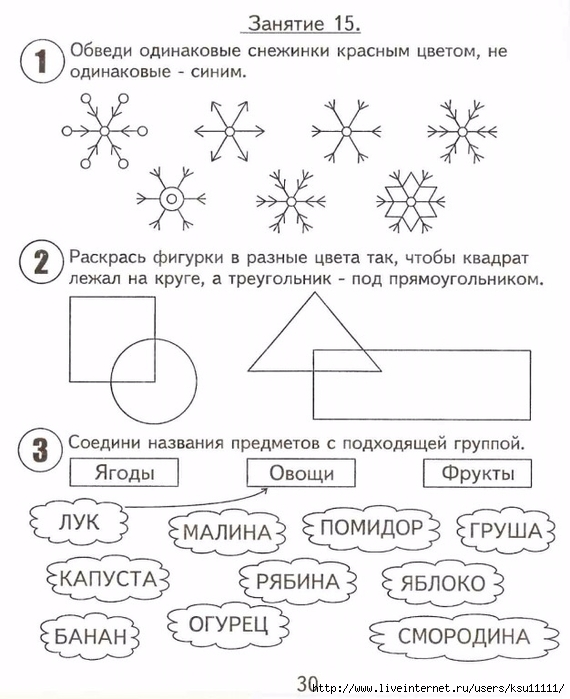 Занятие 15.
1 Обведи одинаковые снежинки красным цветом, не
одинаковые - синим.
2 Раскрась фигурки в разные цвета так, чтобы квадрат
лежал на круге, а треугольник - под прямоугольником.
3 Соедини названия предметов с подходящей группой.
Ягоды Овощи Фрукты
ЛУК МАЛИНА ПОМИДОР ГРУША
КАПУСТА РЯБИНА ЯБЛОКО
БАНАН ОГУРЕЦ СМОРОДИНА
30 http://www.liveinternet.ru/users/ksu11111/